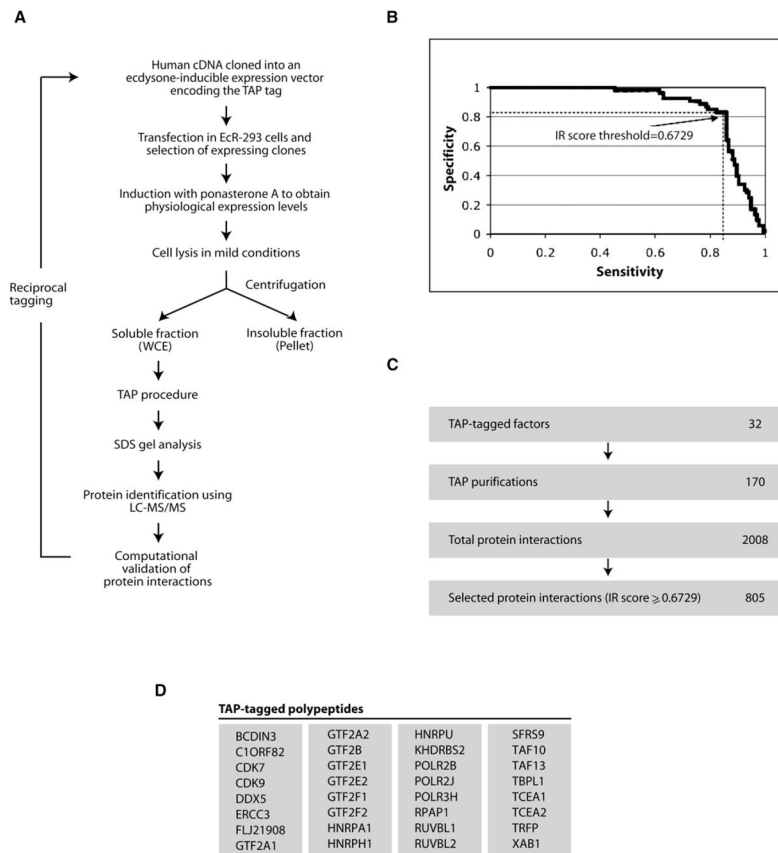 A
Human cDNA cloned into an
ecdysone-inducible expression vector
encoding the TAP tag
Transfection in EcR-293 cells and
selection of expressing clones
Induction with ponasterone A to obtain
physiological expression levels
Cell lysis in mild conditions
Centrifugation
Reciprocal
tagging
Soluble fraction
(WCE)
Insoluble fraction
(Pellet)
TAP procedure
SDS gel analysis
Protein identification using
LC-MS/MS
Computational
validation of
protein interactions
B
Specificity
1
0.8
0.6
0.4
0.2
0
IR score threshold=0.6729
0 0.2 0.4 0.6 0.8 1
Sensitivity
C
TAP-tagged factors 32
TAP purifications 170
Total protein interactions 2008
Selected protein interactions (IR score ⩾ 0.6729) 805
D
TAP-tagged polypeptides
BCDIN3
C1ORF82
CDK7
CDK9
DDX5
ERCC3
FLJ21908
GTF2A1
GTF2A2
GTF2B
GTF2E1
GTF2E2
GTF2F1
GTF2F2
HNRPA1
HNRPH1
HNRPU
KHDRBS2
POLR2B
POLR2J
POLR3H
RPAP1
RUVBL1
RUVBL2
SFRS9
TAF10
TAF13
TBPL1
TCEA1
TCEA2
TRFP
XAB1